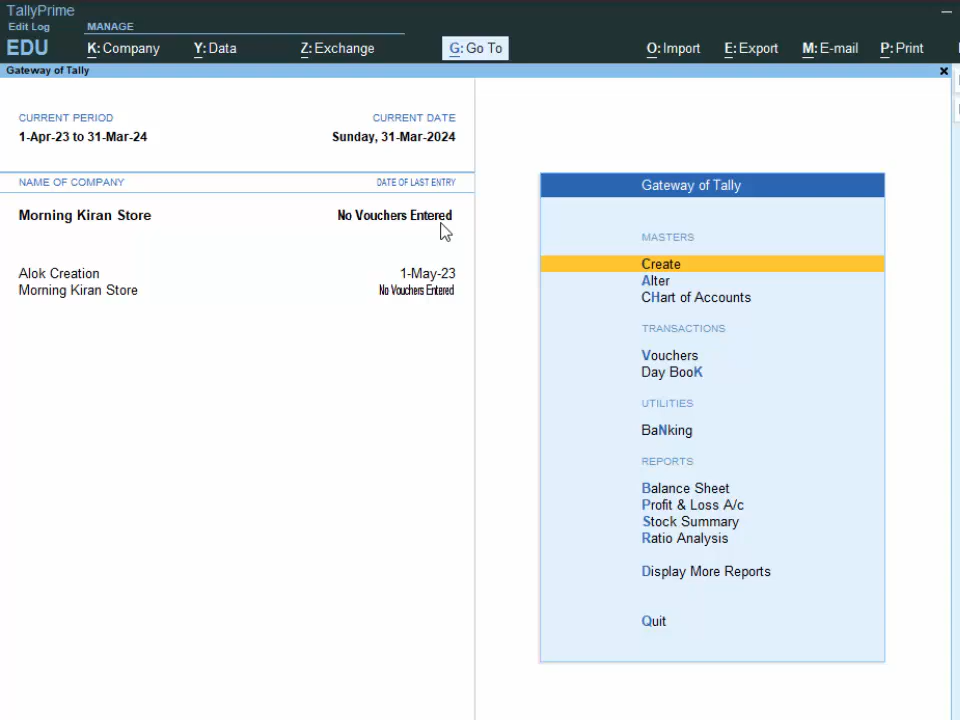 TallyPrime
Edit Log
EDU
MANAGE
K: Company Y: Data Z: Exchange G: Go To O: Import E: Export M: E-mail P: Print
Gateway of Tally
CURRENT PERIOD CURRENT DATE
1-Apr-23 to 31-Mar-24 Sunday, 31-Mar-2024
NAME OF COMPANY DATE OF LAST ENTRY
Morning Kiran Store No Vouchers Entered
Alok Creation 1-May-23
Morning Kiran Store No Vouchers Entered
Gateway of Tally
MASTERS
Create
Alter
CHart of Accounts
TRANSACTIONS
Vouchers
Day BooK
UTILITIES
BaNking
REPORTS
Balance Sheet
Profit & Loss A/c
Stock Summary
Ratio Analysis
Display More Reports
Quit